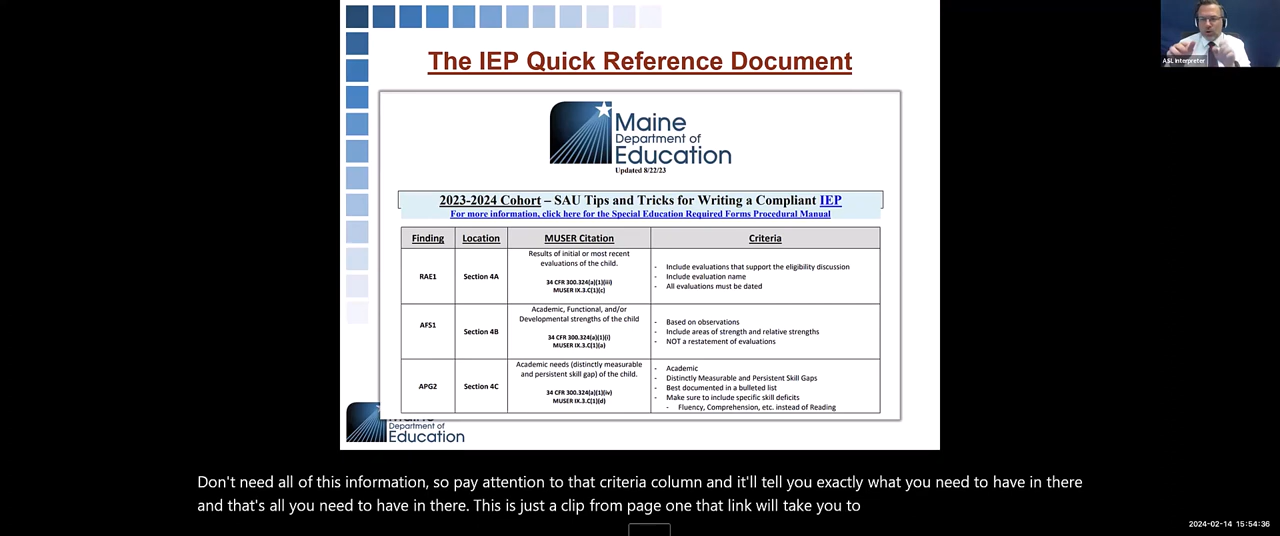 The IEP Quick Reference Document
ASL Interpreter
Maine
Department of
Education
Updated 8/22/23
2023-2024 Cohort – SAU Tips and Tricks for Writing a Compliant IEP
For more information, click here for the Special Education Required Forms Procedural Manual
Finding Location MUSER Citation Criteria
RAE1
Section 4A
Results of initial or most recent
evaluations of the child.
34 CFR 300.324(a)(1)(iii)
MUSER IX.3.C(1)(c)
- Include evaluations that support the eligibility discussion
- Include evaluation name
- All evaluations must be dated
AFS1
Section 4B
Academic, Functional, and/or
Developmental strengths of the child
34 CFR 300.324(a)(1)(i)
MUSER IX.3.C(1)(a)
- Based on observations
- Include areas of strength and relative strengths
- NOT a restatement of evaluations
APG2
Section 4C
Academic needs (distinctly measurable
and persistent skill gap) of the child.
34 CFR 300.324(a)(1)(iv)
MUSER IX.3.C(1)(d)
- Academic
- Distinctly Measurable and Persistent Skill Gaps
- Best documented in a bulleted list
- Make sure to include specific skill deficits
- Fluency, Comprehension, etc. instead of Reading
Maine
Department of
Education
Don't need all of this information, so pay attention to that criteria column and it'll tell you exactly what you need to have in there
and that's all you need to have in there. This is just a clip from page one that link will take you to
2024-02-14 15:54:36